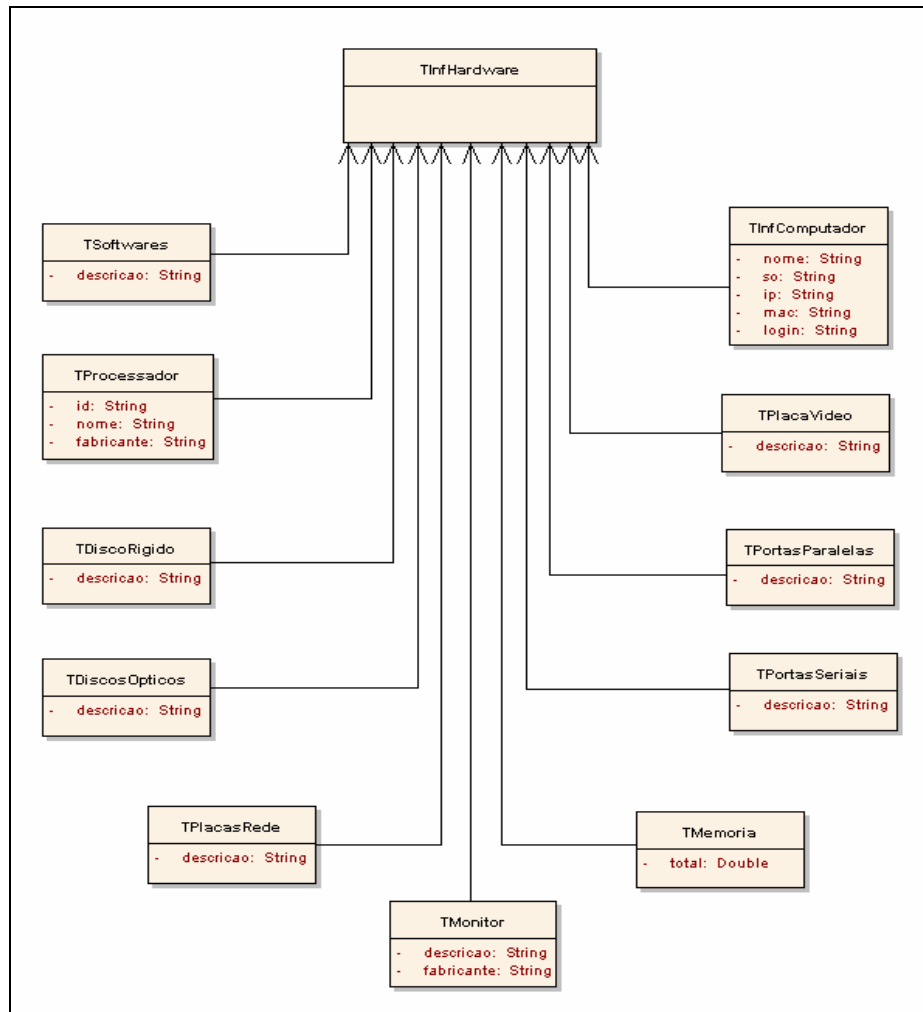 TInfHardware
TSoftwares
- descricao: String
TProcessador
- id: String
- nome: String
- fabricante: String
TDiscoRigido
- descricao: String
TDiscosOpticos
- descricao: String
TPlacasRede
- descricao: String
TMonitor
- descricao: String
- fabricante: String
TInfComputador
- nome: String
- so: String
- ip: String
- mac: String
- login: String
TPlacaVideo
- descricao: String
TPortasParalelas
- descricao: String
TPortasSeriais
- descricao: String
TMemoria
- total: Double